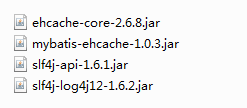 ehcache-core-2.6.8.jar
mybatis-ehcache-1.0.3.jar
slf4j-api-1.6.1.jar
slf4j-log4j12-1.6.2.jar